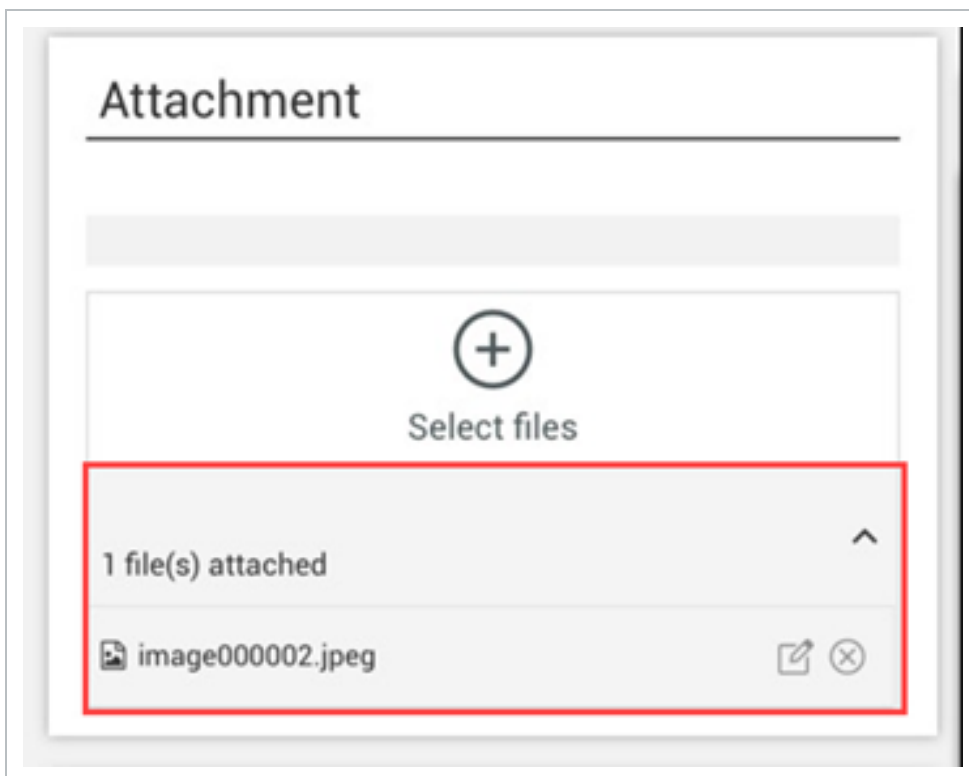 Attachment
Select files
1 file(s) attached
image000002.jpeg